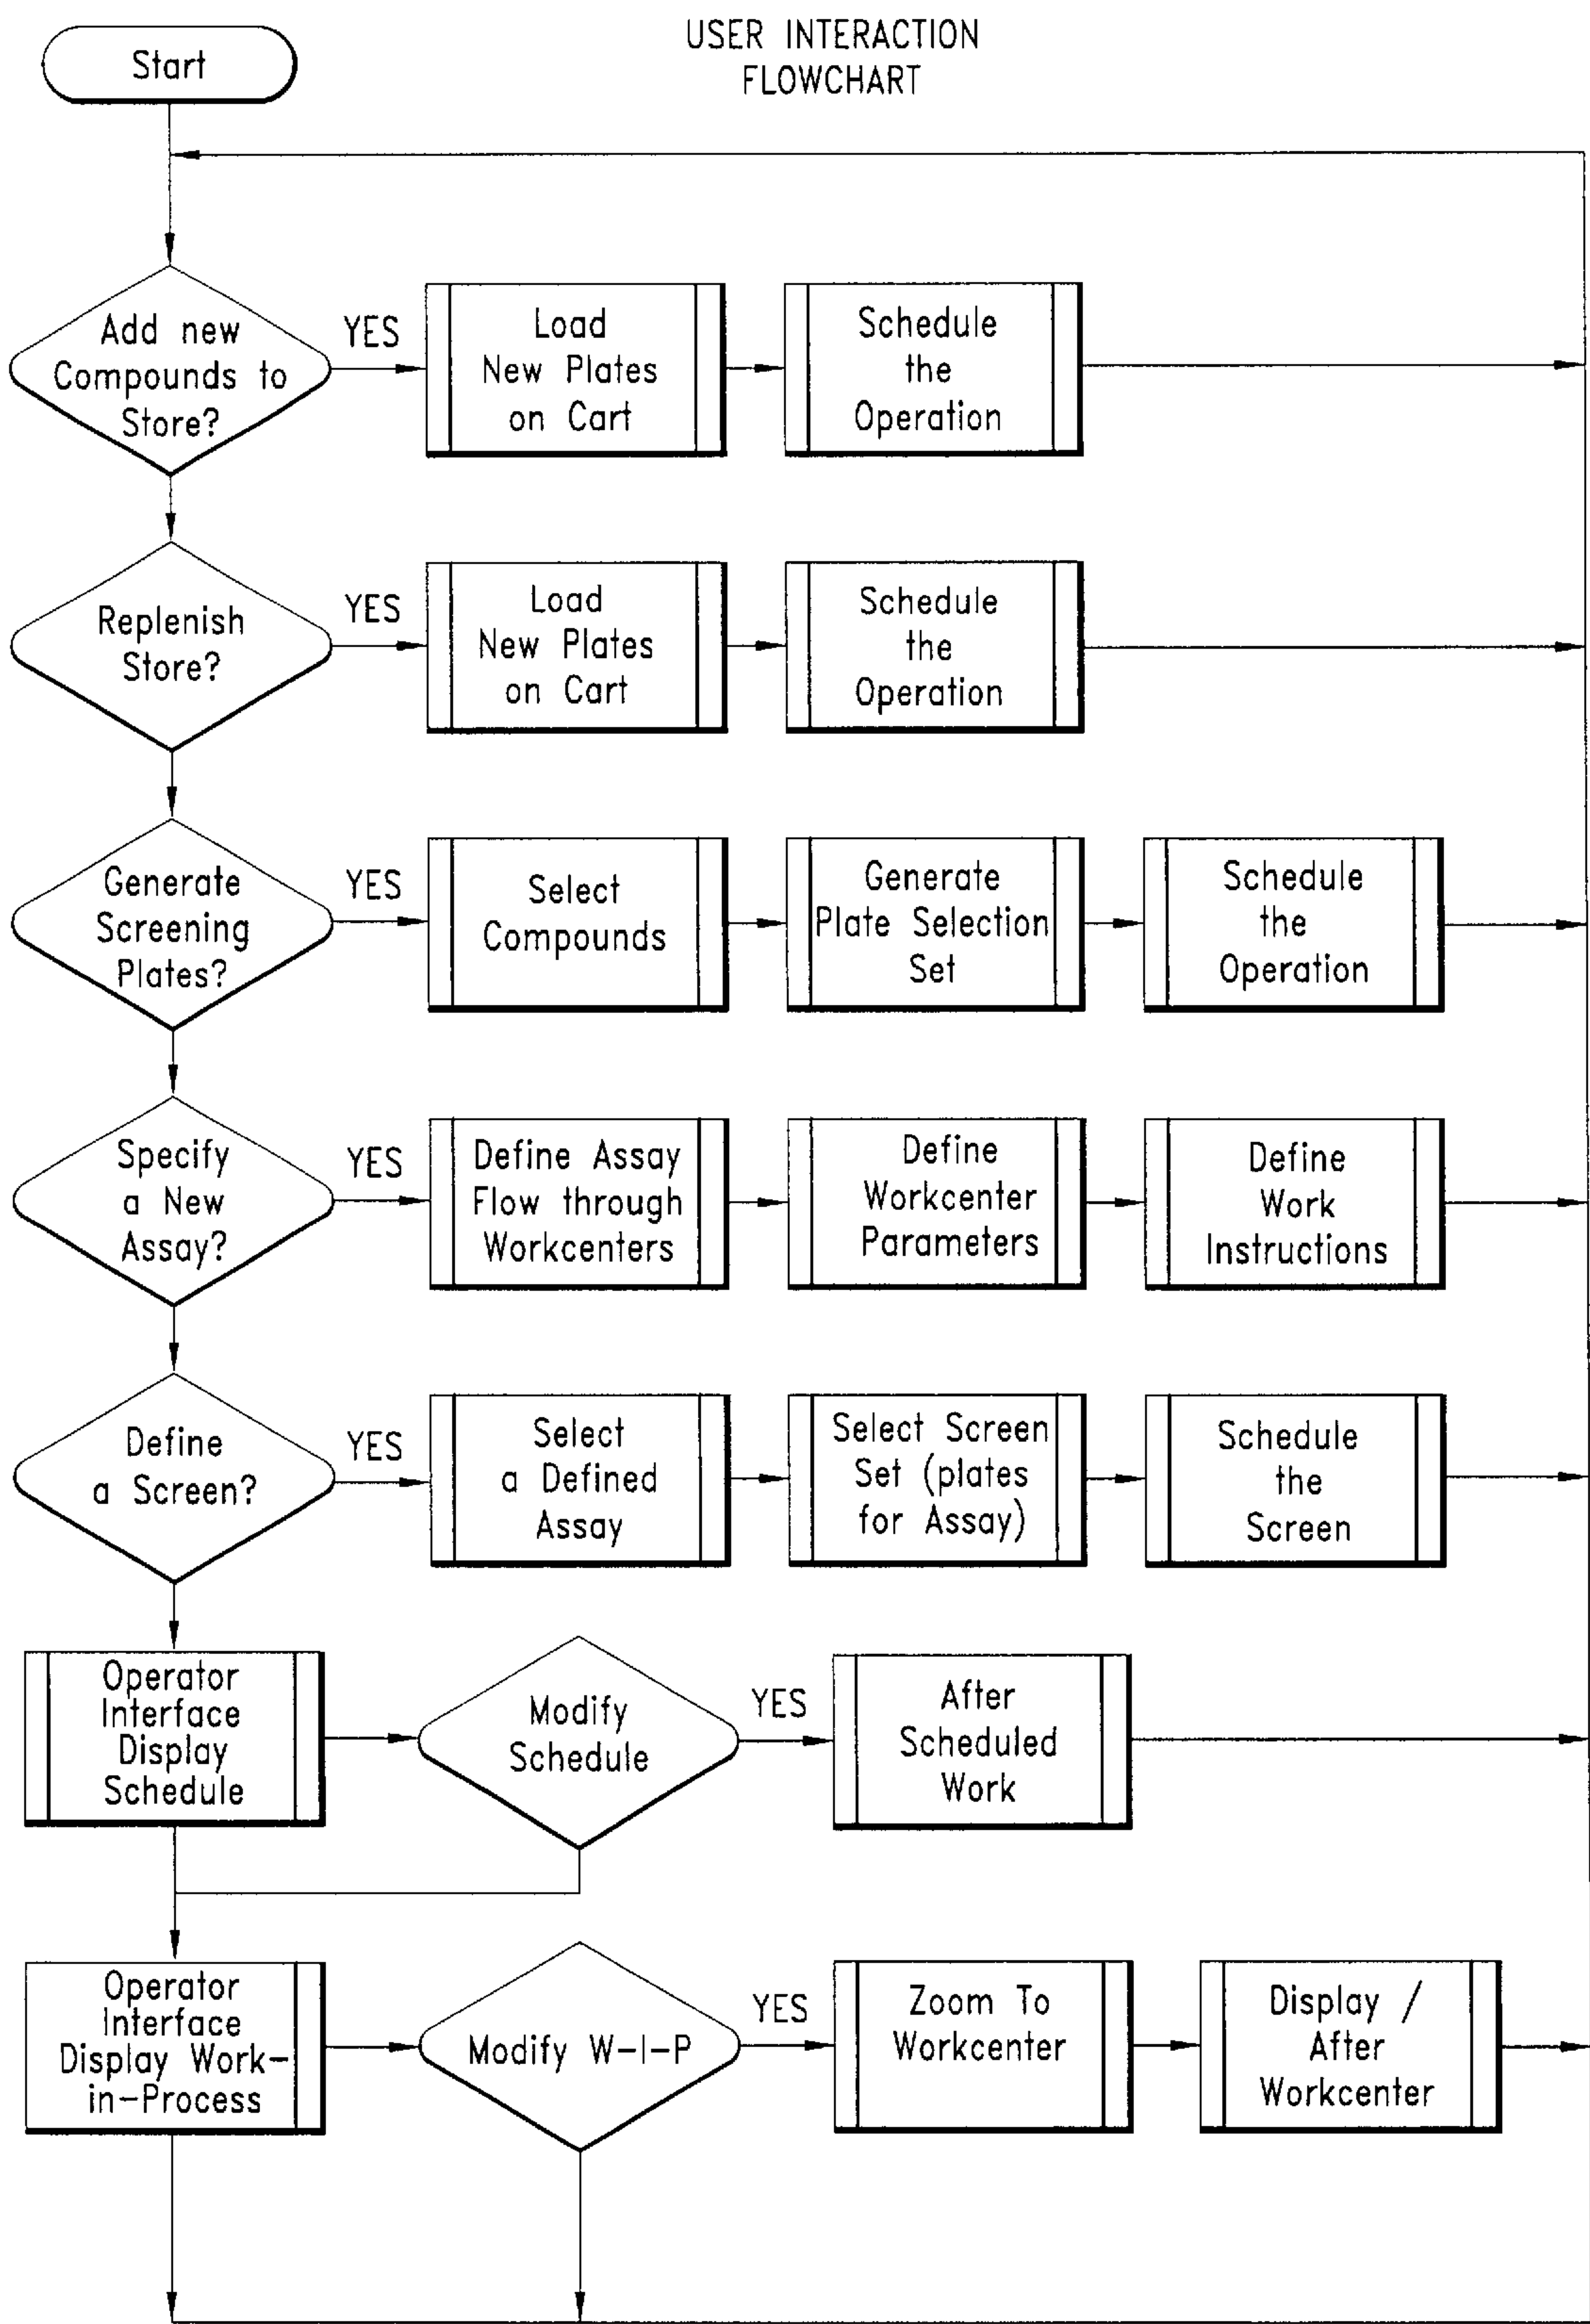 USER INTERACTION
FLOWCHART
Start
Add new
Compounds to
Store?
YES
Load
New Plates
on Cart
Schedule
the
Operation
Replenish
Store?
YES
Load
New Plates
on Cart
Schedule
the
Operation
Generate
Screening
Plates?
YES
Select
Compounds
Generate
Plate Selection
Set
Schedule
the
Operation
Specify
a New
Assay?
YES
Define Assay
Flow through
Workcenters
Define
Workcenter
Parameters
Define
Work
Instructions
Define
a Screen?
YES
Select
a Defined
Assay
Select Screen
Set (plates
for Assay)
Schedule
the
Screen
Operator
Interface
Display
Schedule
Modify
Schedule
YES
After
Scheduled
Work
Operator
Interface
Display Work-
in-Process
Modify W-I-P
YES
Zoom To
Workcenter
Display /
After
Workcenter